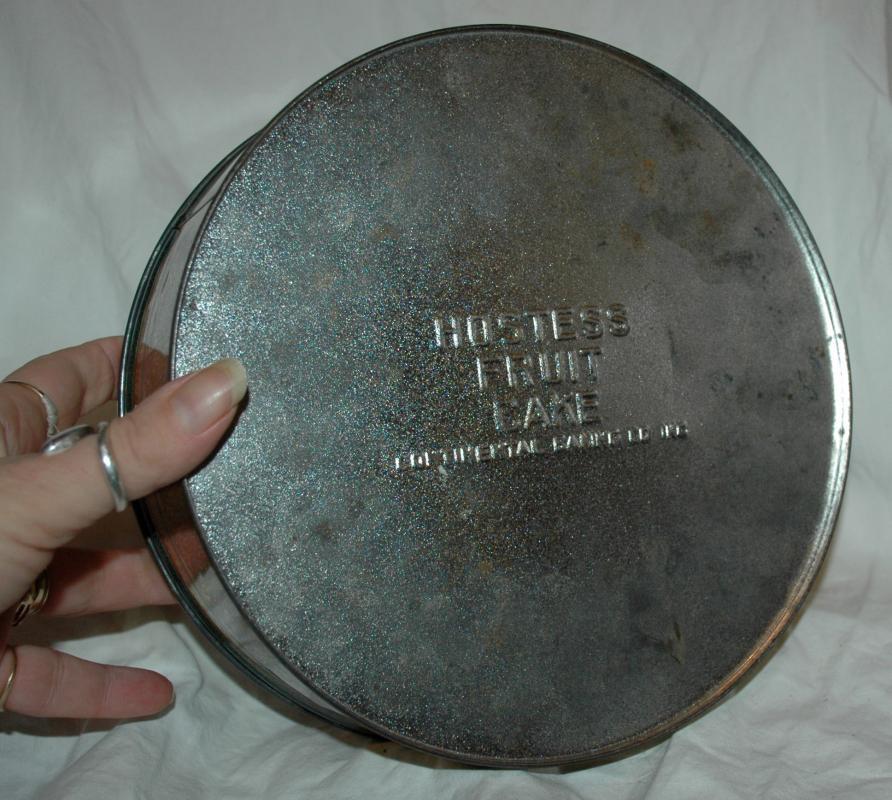 HOSTESS
FRUIT
CAKE
CONTINENTAL BAKING CO INC